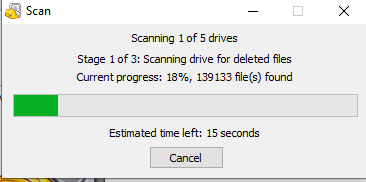 Scan
Scanning 1 of 5 drives
Stage 1 of 3: Scanning drive for deleted files
Current progress: 18%, 139133 file(s) found
Estimated time left: 15 seconds
Cancel